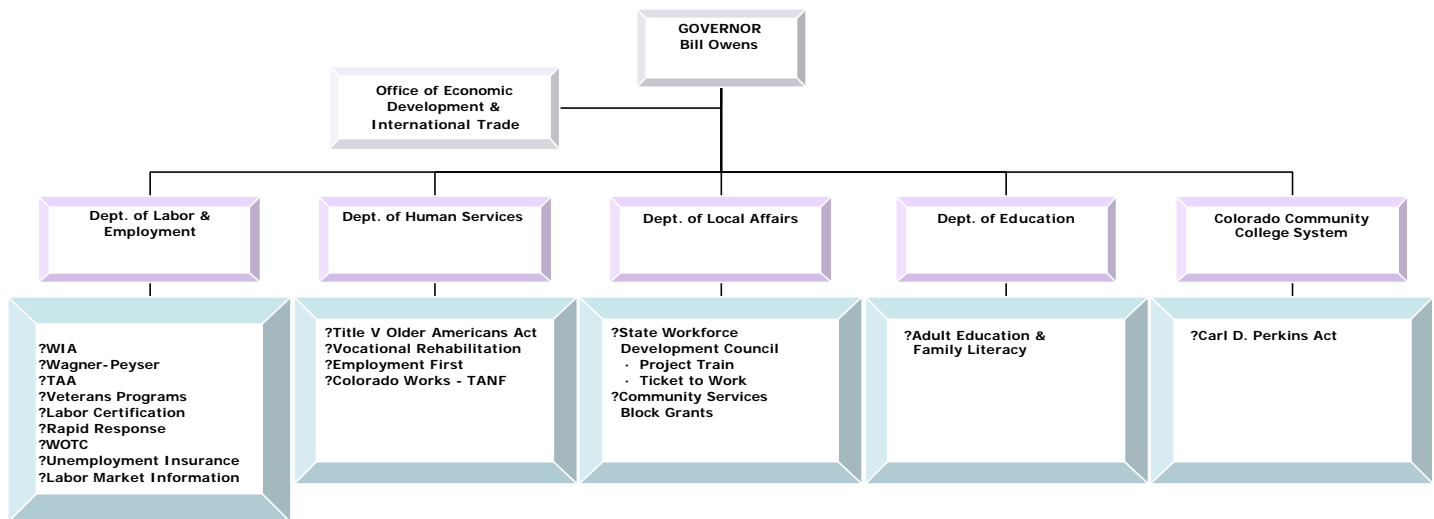 GOVERNOR
Bill Owens
Office of Economic
Development &
International Trade
Dept. of Labor &
Employment
Dept. of Human Services
Dept. of Local Affairs
Dept. of Education
Colorado Community
College System
?WIA
?Wagner-Peyser
?TAA
?Veterans Programs
?Labor Certification
?Rapid Response
?WOTC
?Unemployment Insurance
?Labor Market Information
?Title V Older Americans Act
?Vocational Rehabilitation
?Employment First
?Colorado Works - TANF
?State Workforce
Development Council
· Project Train
· Ticket to Work
?Community Services
Block Grants
?Adult Education &
Family Literacy
?Carl D. Perkins Act